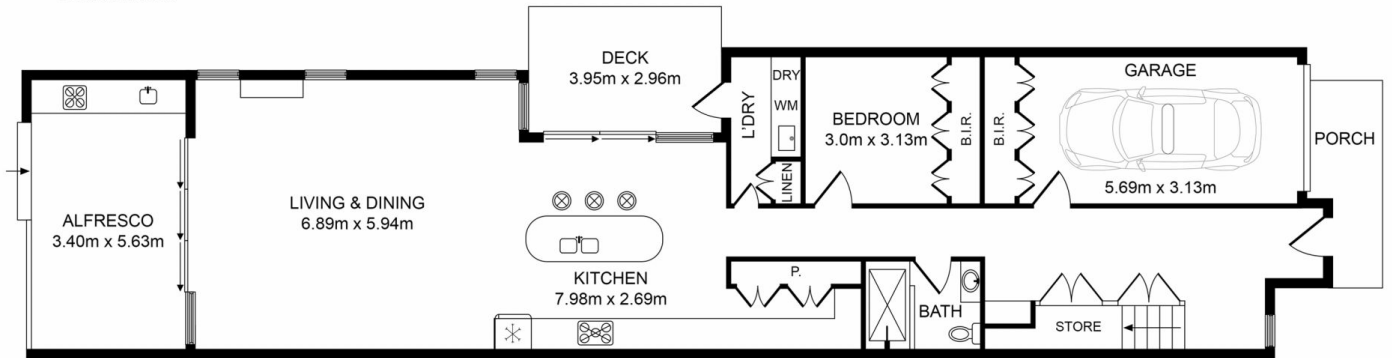 DECK
3.95m x 2.96m
L'DRY
DRY
WM
LINEN
BEDROOM
3.0m x 3.13m
B.I.R.
B.I.R.
GARAGE
5.69m x 3.13m
PORCH
ALFRESCO
3.40m x 5.63m
LIVING & DINING
6.89m x 5.94m
KITCHEN
7.98m x 2.69m
P.
BATH
STORE